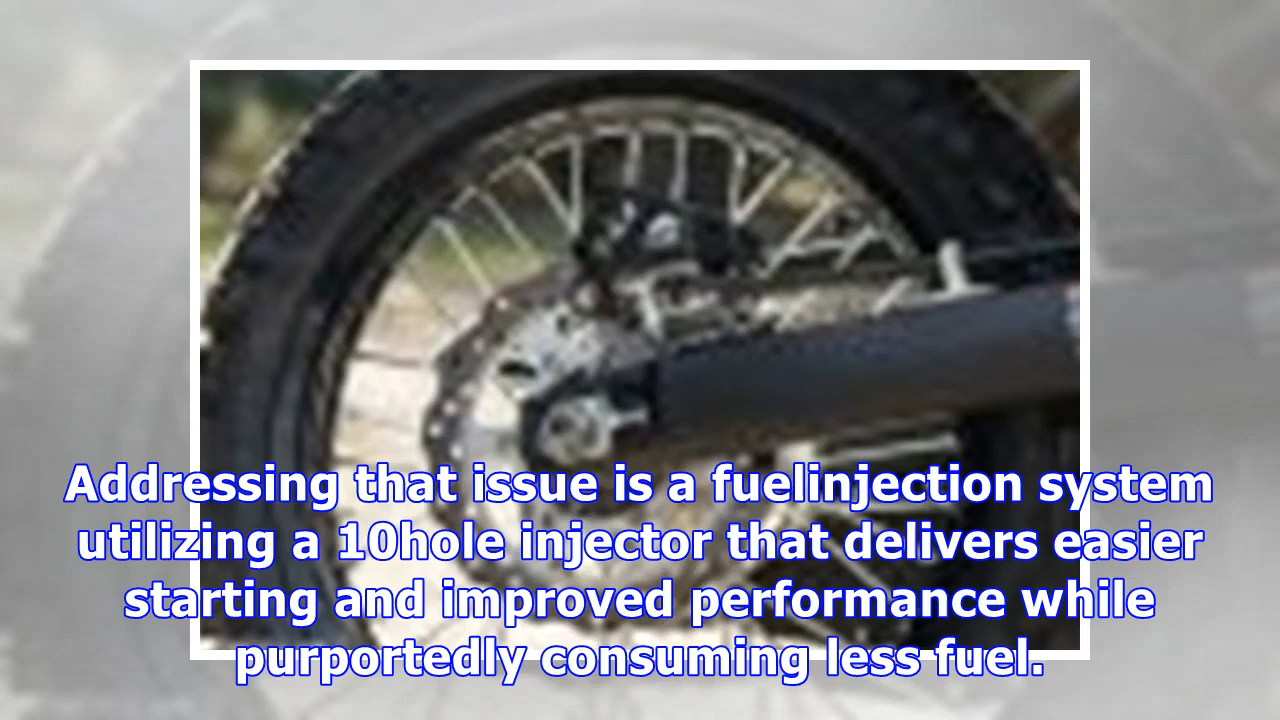 Addressing that issue is a fuelinjection system
utilizing a 10hole injector that delivers easier
starting and improved performance while
purportedly consuming less fuel.